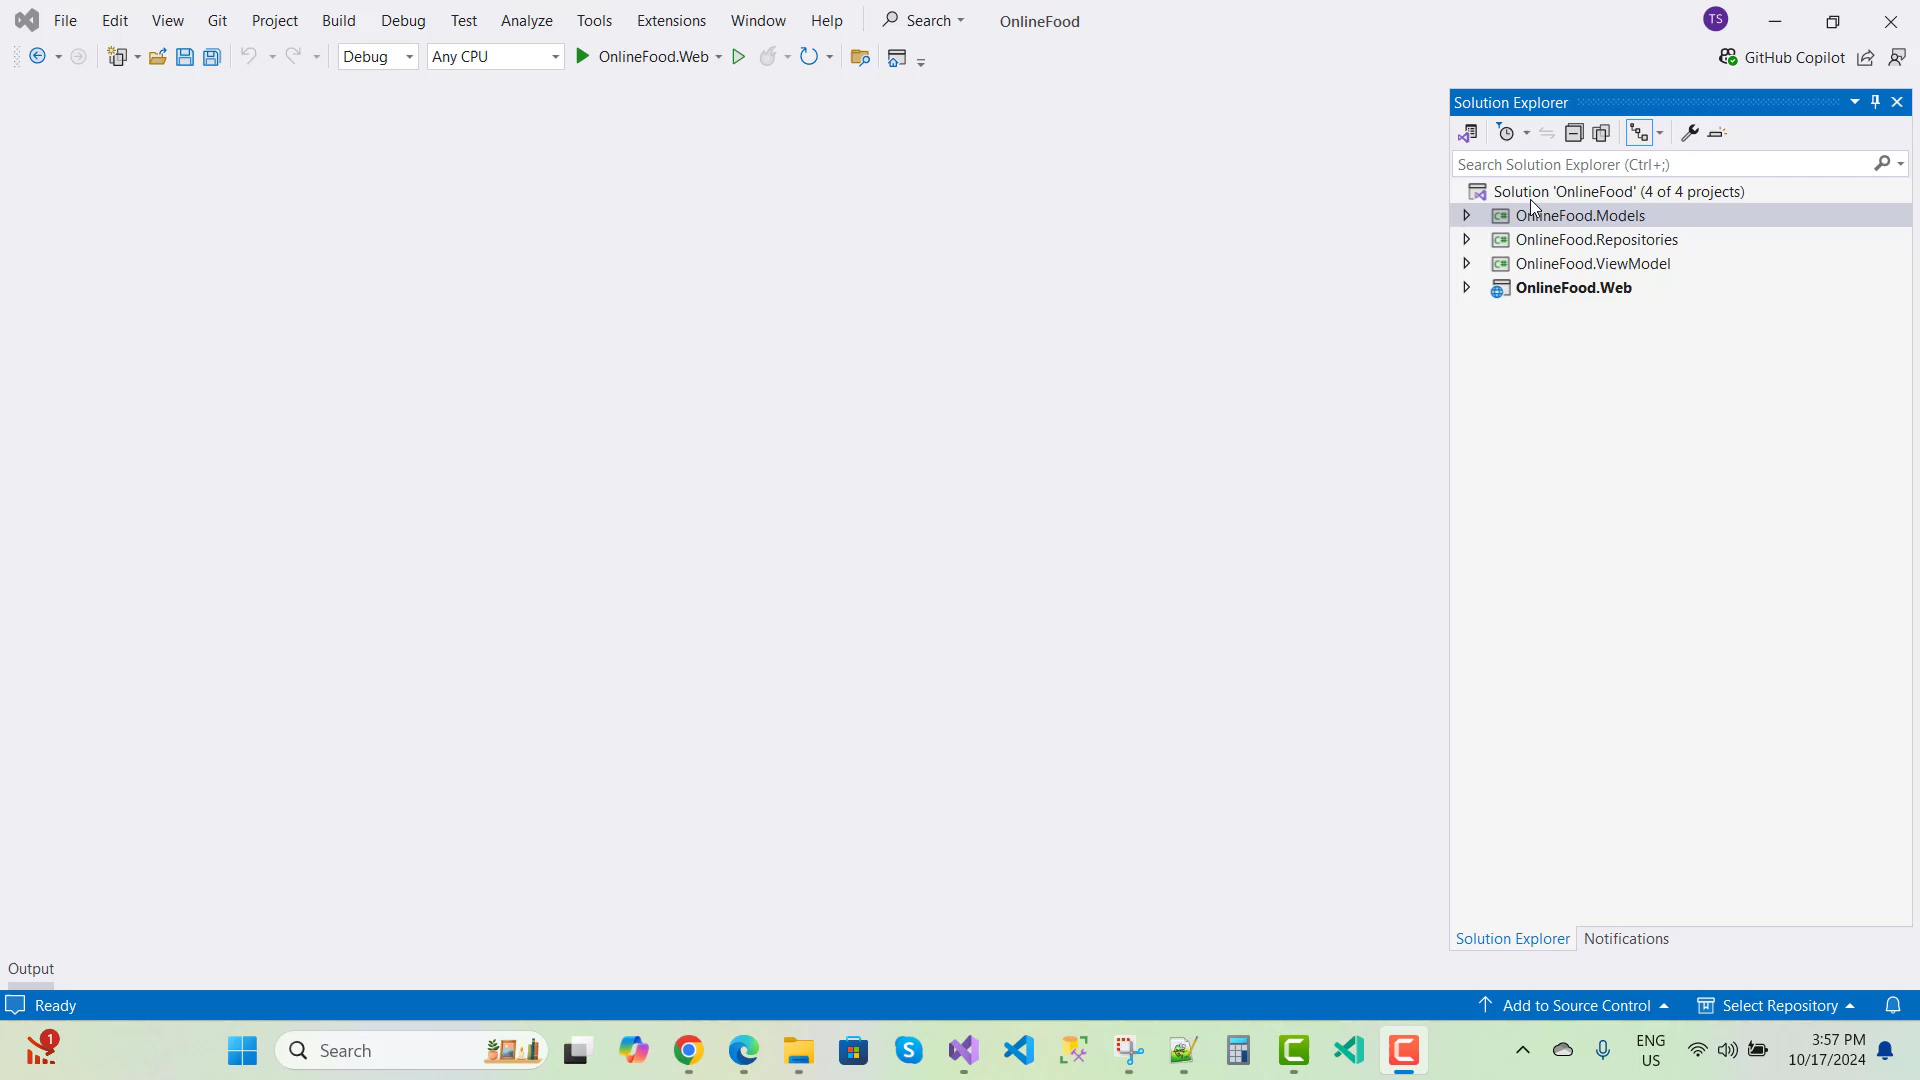 File Edit View Git Project Build Debug Test Analyze Tools Extensions Window Help Search OnlineFood TS
Debug Any CPU OnlineFood.Web GitHub Copilot
Solution Explorer
Search Solution Explorer (Ctrl+;)
Solution 'OnlineFood' (4 of 4 projects)
C# OnlineFood.Models
C# OnlineFood.Repositories
C# OnlineFood.ViewModel
OnlineFood.Web
Solution Explorer Notifications
Output
Ready Add to Source Control Select Repository
1 Search ENG 3:57 PM
US 10/17/2024